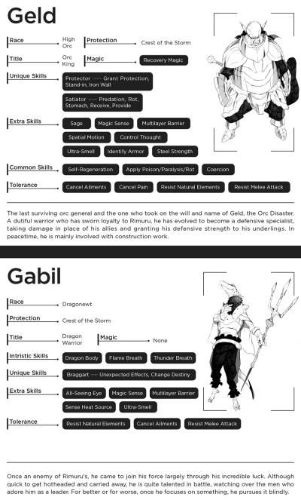 Geld
Race High Orc Protection Crest of the Storm
Title Orc King Magic Recovery Magic
Unique Skills Protector --- Grant Protection, Stand-in, Iron Wall
Satiator --- Predation, Rot, Stomach, Receive, Provide
Extra Skills Sage Magic Sense Multilayer Barrier
Spatial Motion Control Thought
Ultra-Smell Identify Armor Steel Strength
Common Skills Self-Regeneration Apply Poison/Paralysis/Rot Coercion
Tolerance Cancel Ailments Cancel Pain Resist Natural Elements Resist Melee Attack
The last surviving orc general and the one who took on the will and name of Geld, the Orc Disaster.
A dutiful warrior who has sworn loyalty to Rimuru, he has evolved to become a defensive specialist,
taking damage in place of his allies and granting his defensive strength to his underlings. In
peacetime, he is mainly involved with construction work.
Gabil
Race Dragonewt
Protection Crest of the Storm
Title Dragon Warrior Magic None
Intristic Skills Dragon Body Flame Breath Thunder Breath
Unique Skills Braggart --- Unexpected Effects, Change Destiny
Extra Skills All-Seeing Eye Magic Sense Multilayer Barrier
Sense Heat Source Ultra-Smell
Tolerance Resist Natural Elements Cancel Ailments Resist Melee Attack
Once an enemy of Rimuru's, he came to join his force largely through his incredible luck. Although
quick to get hotheaded and carried away, he is quite talented in battle, watching over the men who
adore him as a leader. For better or for worse, once he focuses on something, he pursues it blindly.